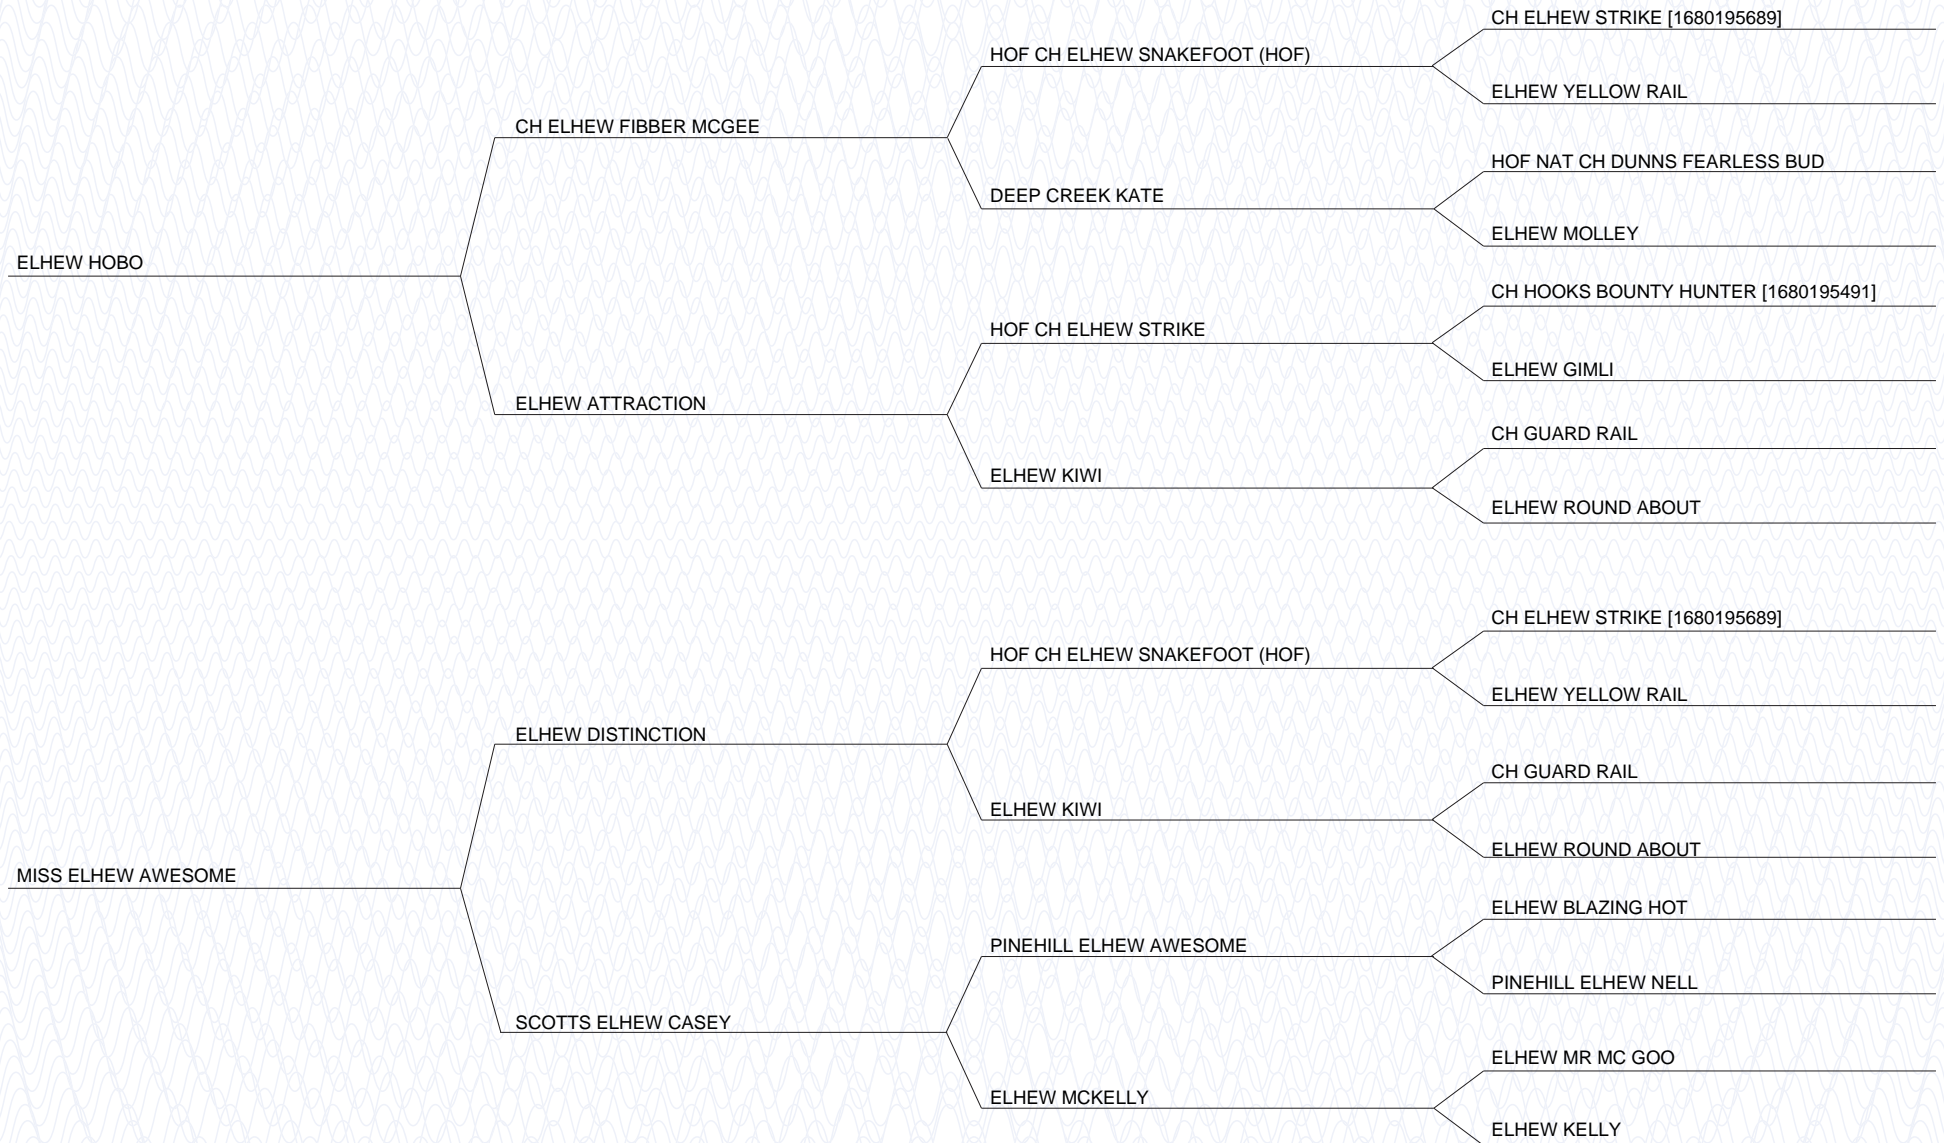 CH ELHEW STRIKE [1680195689]
HOF CH ELHEW SNAKEFOOT (HOF)
ELHEW YELLOW RAIL
CH ELHEW FIBBER MCGEE
HOF NAT CH DUNNS FEARLESS BUD
DEEP CREEK KATE
ELHEW MOLLEY
ELHEW HOBO
CH HOOKS BOUNTY HUNTER [1680195491]
HOF CH ELHEW STRIKE
ELHEW GIMLI
ELHEW ATTRACTION
CH GUARD RAIL
ELHEW KIWI
ELHEW ROUND ABOUT
CH ELHEW STRIKE [1680195689]
HOF CH ELHEW SNAKEFOOT (HOF)
ELHEW YELLOW RAIL
ELHEW DISTINCTION
CH GUARD RAIL
ELHEW KIWI
ELHEW ROUND ABOUT
MISS ELHEW AWESOME
ELHEW BLAZING HOT
PINEHILL ELHEW AWESOME
PINEHILL ELHEW NELL
SCOTTS ELHEW CASEY
ELHEW MR MC GOO
ELHEW MCKELLY
ELHEW KELLY